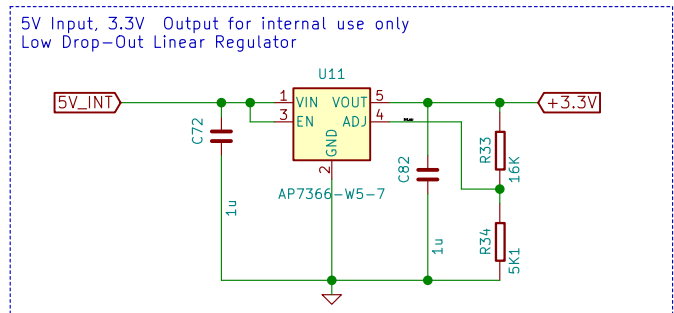 5V Input, 3.3V Output for internal use only
Low Drop-Out Linear Regulator
U11
5V_INT
1
VIN
VOUT
5
+3.3V
3
EN
ADJ
4
C72
GND
2
C82
R33
16K
AP7366-W5-7
1u
1u
R34
5K1